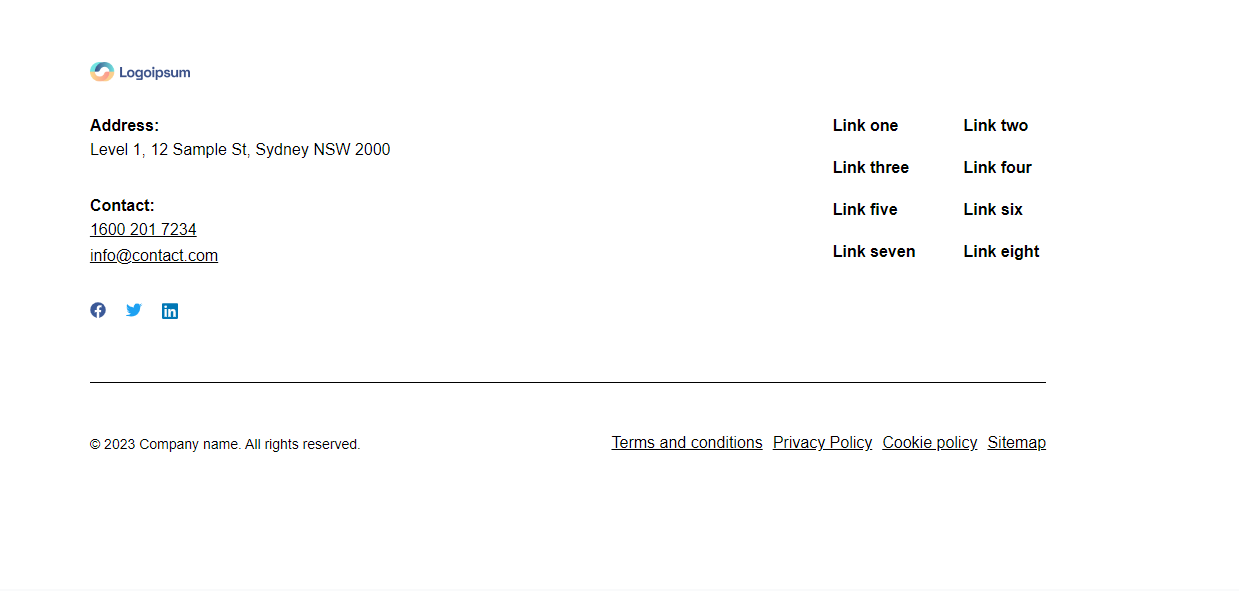 Logoipsum
Address:
Level 1, 12 Sample St, Sydney NSW 2000
Contact:
1600 201 7234
info@contact.com
in
Link one Link two
Link three Link four
Link five Link six
Link seven Link eight
© 2023 Company name. All rights reserved.
Terms and conditions Privacy Policy Cookie policy Sitemap